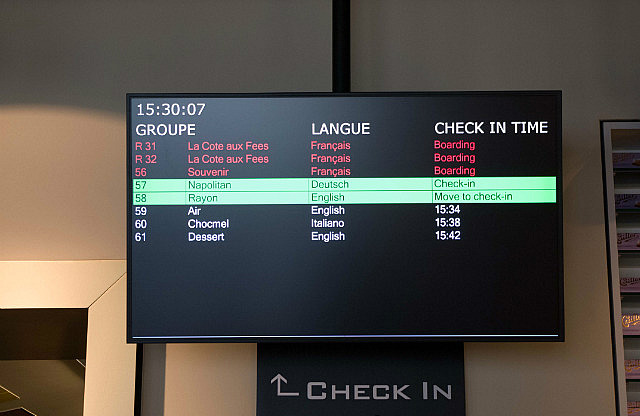 15:30:07
GROUPE LANGUE CHECK IN TIME
R 31 La Cote aux Fees Français Boarding
R 32 La Cote aux Fees Français Boarding
56 Souvenir Français Boarding
57 Napolitan Deutsch Check-in
58 Rayon English Move to check-in
59 Air English 15:34
60 Chocmel Italiano 15:38
61 Dessert English 15:42
CHECK IN